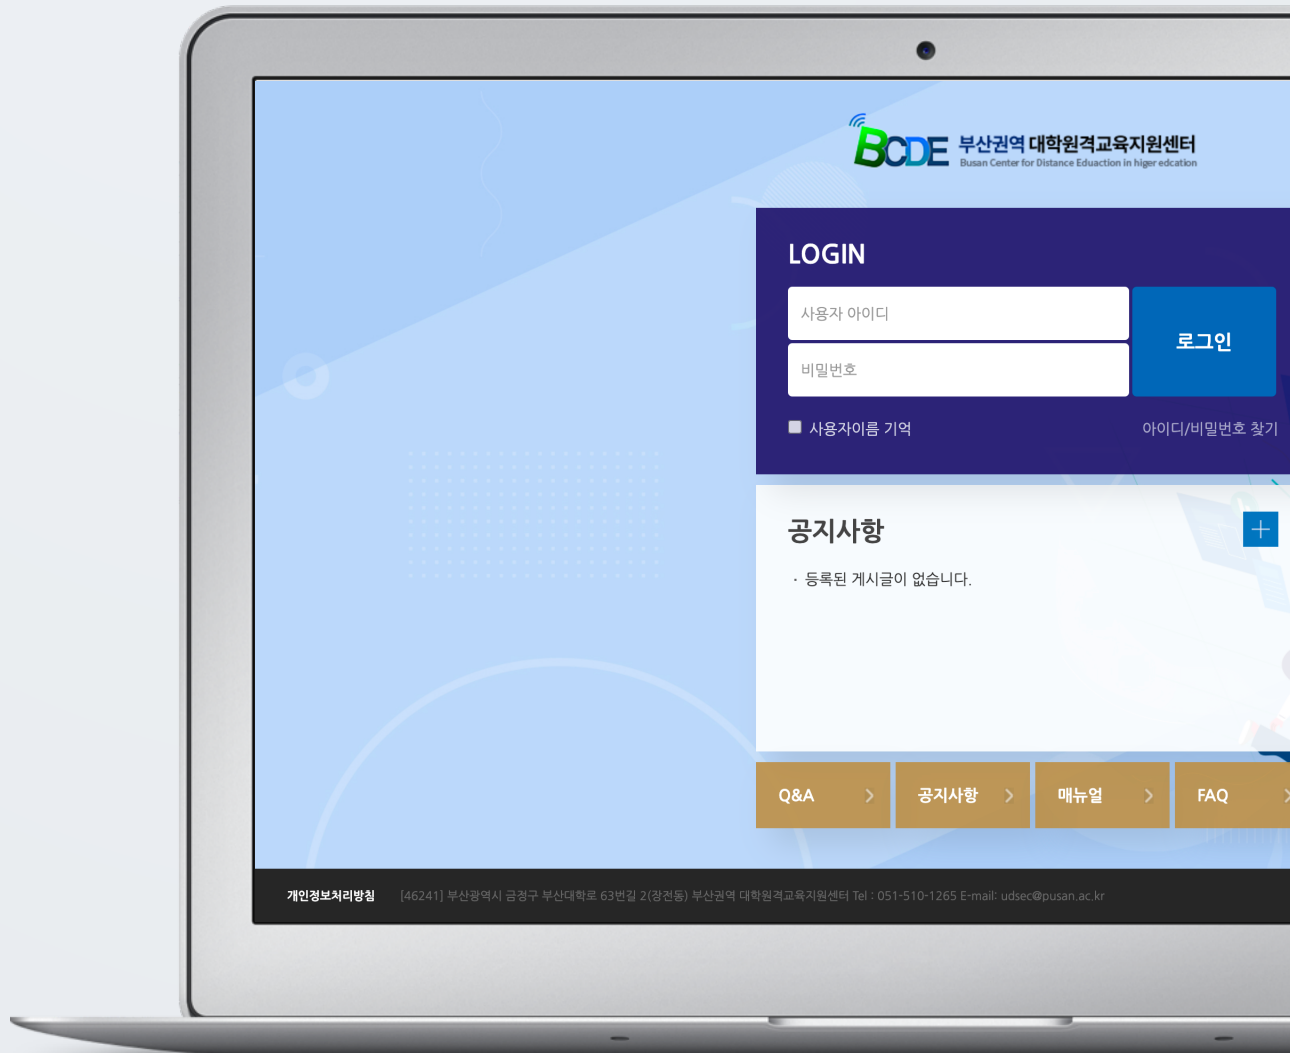 BCDE 부산권역 대학원격교육지원센터
Busan Center for Distance Eduaction in higer edcation
LOGIN
사용자 아이디
비밀번호
로그인
사용자이름 기억
아이디/비밀번호 찾기
공지사항
· 등록된 게시글이 없습니다.
Q&A
공지사항
매뉴얼
FAQ
개인정보처리방침
[46241] 부산광역시 금정구 부산대학로 63번길 2(장전동) 부산권역 대학원격교육지원센터 Tel : 051-510-1265 E-mail: udsec@pusan.ac.kr